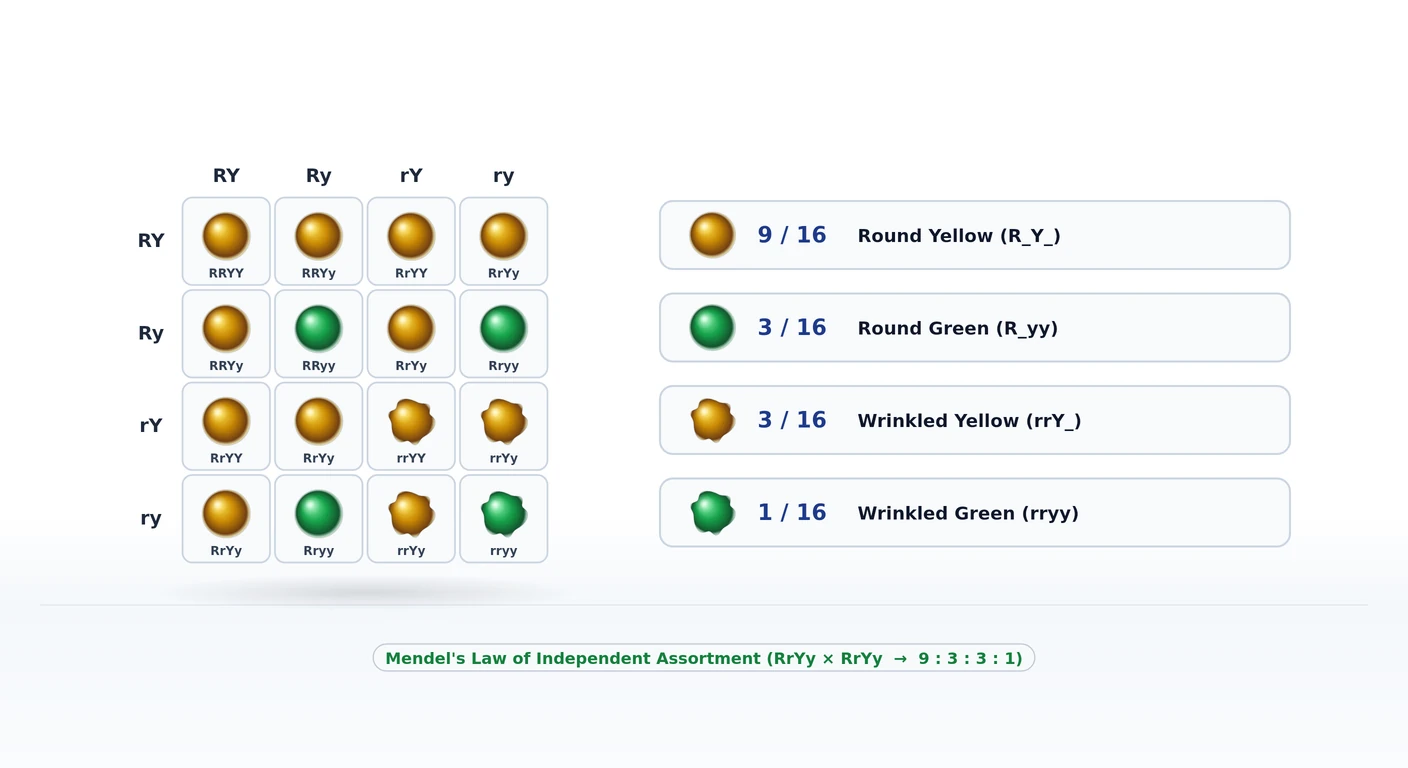 RY Ry rY ry
RY
RRYY RRYy RrYY RrYy
Ry
RRYy RRyy RrYy Rryy
rY
RrYY RrYy rrYY rrYy
ry
RrYy Rryy rrYy rryy
9 / 16 Round Yellow (R_Y_)
3 / 16 Round Green (R_yy)
3 / 16 Wrinkled Yellow (rrY_)
1 / 16 Wrinkled Green (rryy)
Mendel's Law of Independent Assortment (RrYy × RrYy → 9 : 3 : 3 : 1)